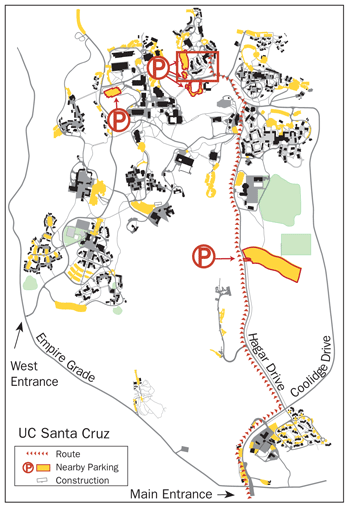 P
P
P
West
Entrance
Empire Grade
Hagar Drive
Coolidge Drive
UC Santa Cruz
Route
P Nearby Parking
Construction
Main Entrance